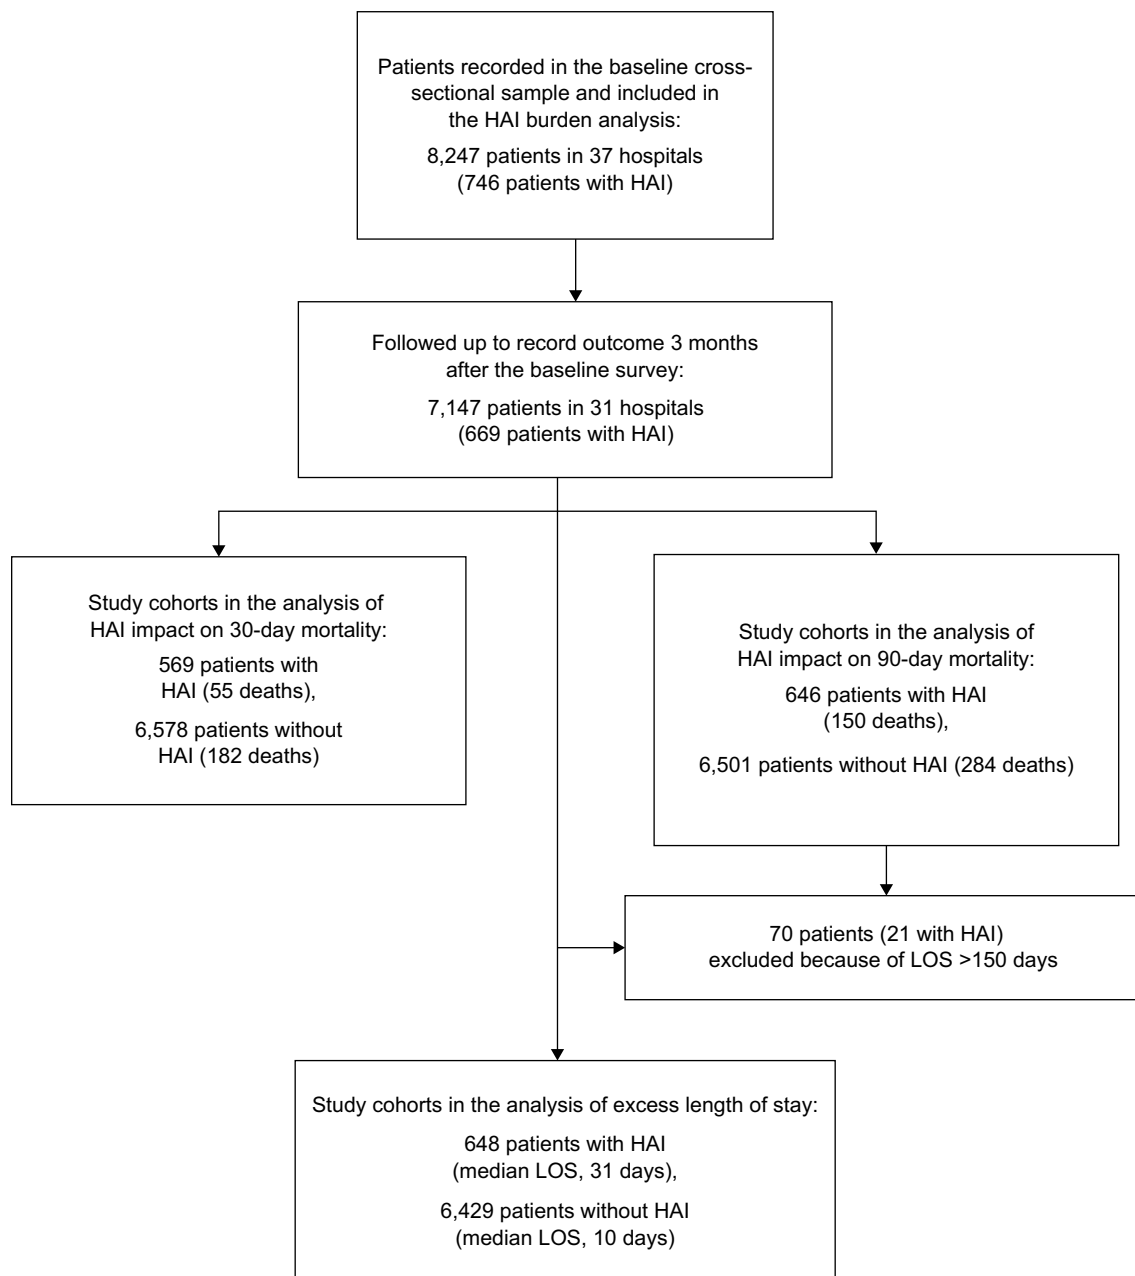 Patients recorded in the baseline cross-
sectional sample and included in
the HAI burden analysis:
8,247 patients in 37 hospitals
(746 patients with HAI)
Followed up to record outcome 3 months
after the baseline survey:
7,147 patients in 31 hospitals
(669 patients with HAI)
Study cohorts in the analysis of
HAI impact on 30-day mortality:
569 patients with
HAI (55 deaths),
6,578 patients without
HAI (182 deaths)
Study cohorts in the analysis of
HAI impact on 90-day mortality:
646 patients with HAI
(150 deaths),
6,501 patients without HAI (284 deaths)
70 patients (21 with HAI)
excluded because of LOS >150 days
Study cohorts in the analysis of excess length of stay:
648 patients with HAI
(median LOS, 31 days),
6,429 patients without HAI
(median LOS, 10 days)